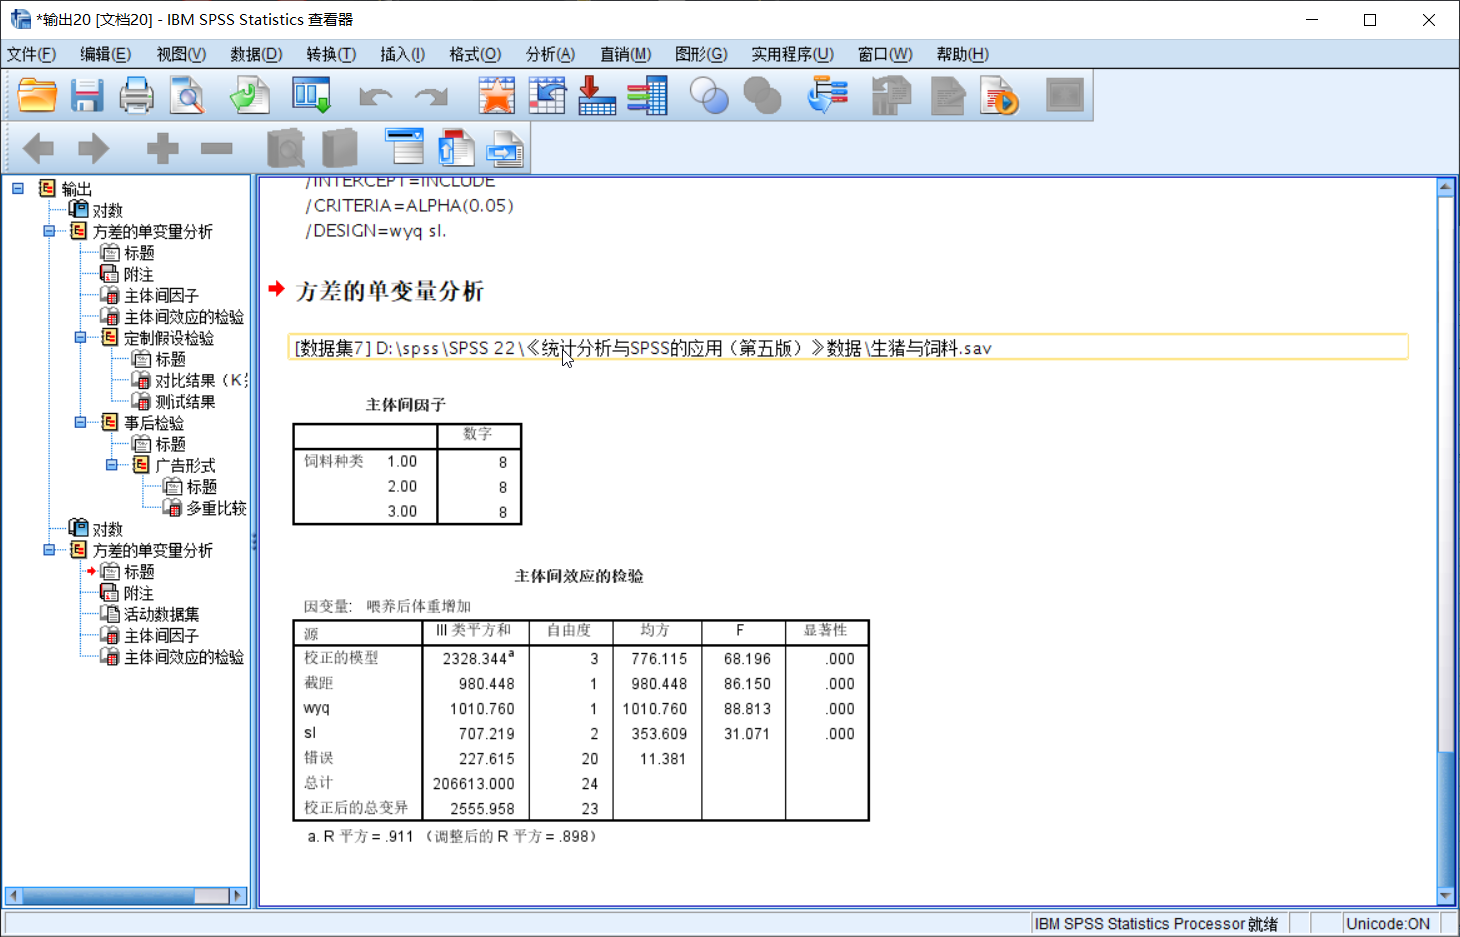 *输出20 [文档20] - IBM SPSS Statistics 查看器
文件(F) 编辑(E) 视图(V) 数据(D) 转换(T) 插入(I) 格式(O) 分析(A) 直销(M) 图形(G) 实用程序(U) 窗口(W) 帮助(H)
输出
对数
方差的单变量分析
标题
附注
主体间因子
主体间效应的检验
定制假设检验
标题
对比结果（K
测试结果
事后检验
标题
广告形式
标题
多重比较
对数
方差的单变量分析
标题
附注
活动数据集
主体间因子
主体间效应的检验
/INTERCEPT=INCLUDE
/CRITERIA=ALPHA(0.05)
/DESIGN=wyq sl.
方差的单变量分析
[数据集7] D:\spss\SPSS 22\《统计分析与SPSS的应用（第五版）》数据\生猪与饲料.sav
主体间因子
数字
饲料种类 1.00 8
2.00 8
3.00 8
主体间效应的检验
因变量: 喂养后体重增加
源 III 类平方和 自由度 均方 F 显著性
校正的模型 2328.344a 3 776.115 68.196 .000
截距 980.448 1 980.448 86.150 .000
wyq 1010.760 1 1010.760 88.813 .000
sl 707.219 2 353.609 31.071 .000
错误 227.615 20 11.381
总计 206613.000 24
校正后的总变异 2555.958 23
a. R 平方 = .911 （调整后的 R 平方 = .898）
IBM SPSS Statistics Processor 就绪 Unicode:ON